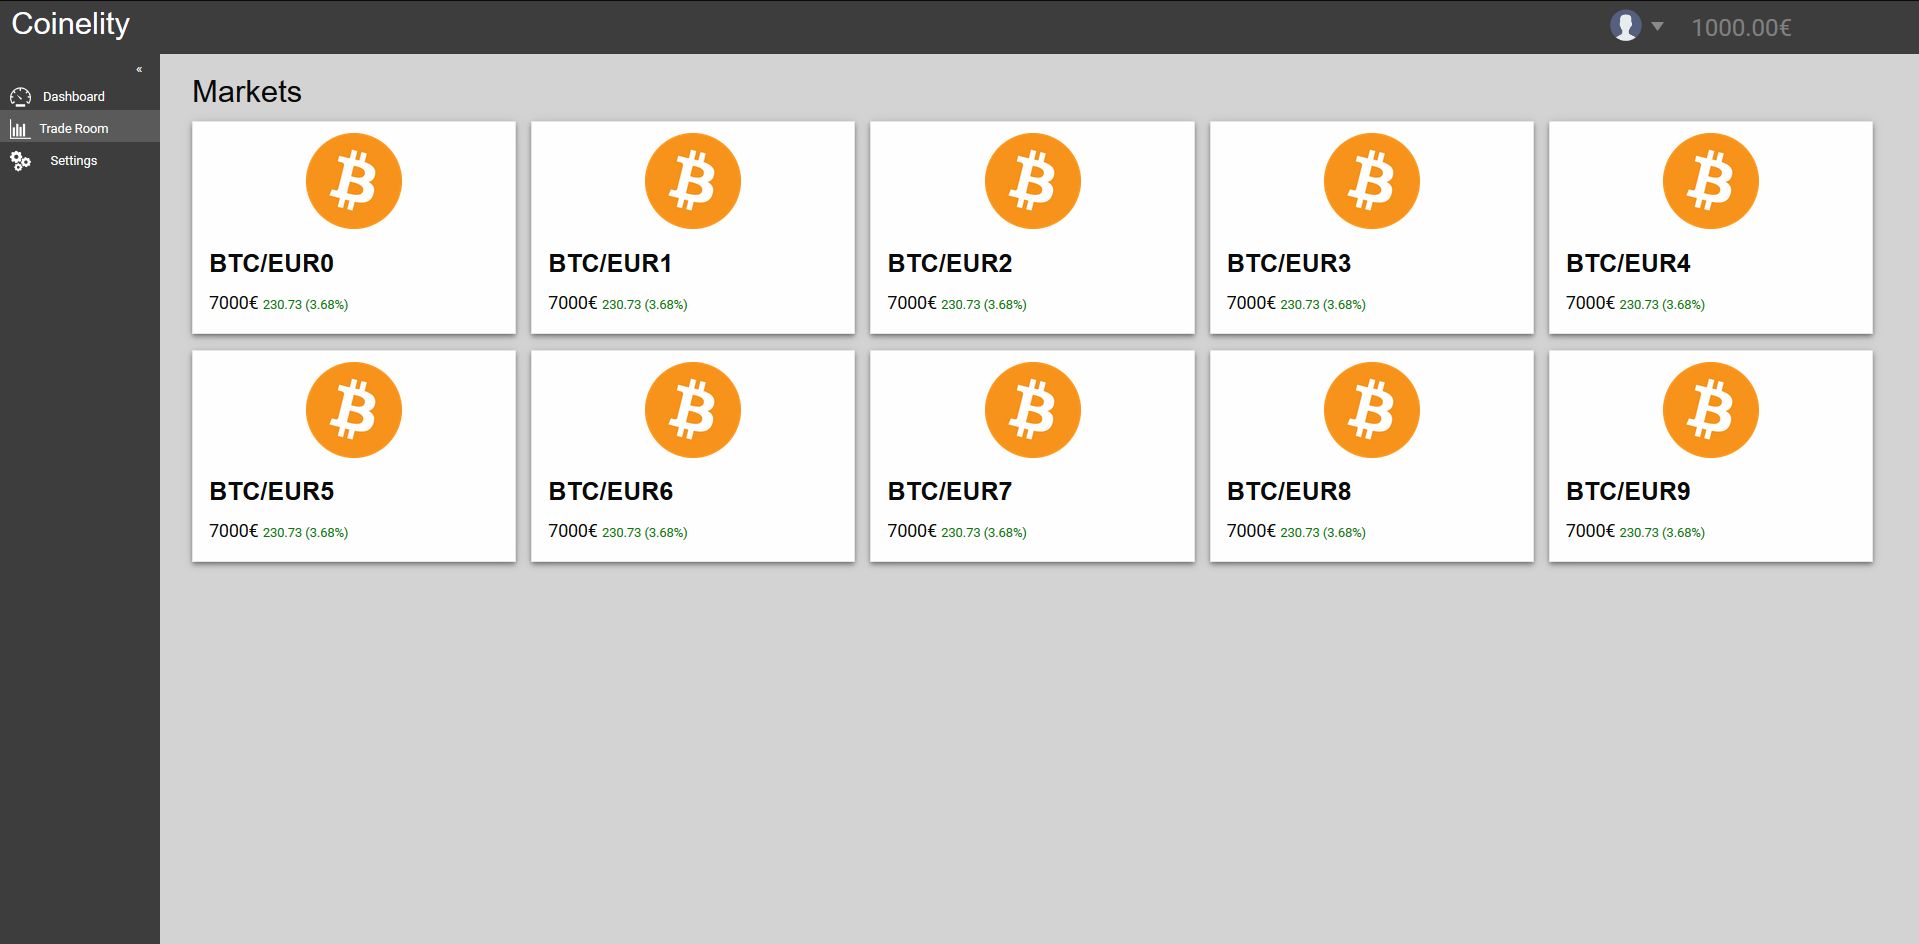 Coinelity
1000.00€
«
Dashboard
Trade Room
Settings
Markets
BTC/EUR0
7000€ 230.73 (3.68%)
BTC/EUR1
7000€ 230.73 (3.68%)
BTC/EUR2
7000€ 230.73 (3.68%)
BTC/EUR3
7000€ 230.73 (3.68%)
BTC/EUR4
7000€ 230.73 (3.68%)
BTC/EUR5
7000€ 230.73 (3.68%)
BTC/EUR6
7000€ 230.73 (3.68%)
BTC/EUR7
7000€ 230.73 (3.68%)
BTC/EUR8
7000€ 230.73 (3.68%)
BTC/EUR9
7000€ 230.73 (3.68%)